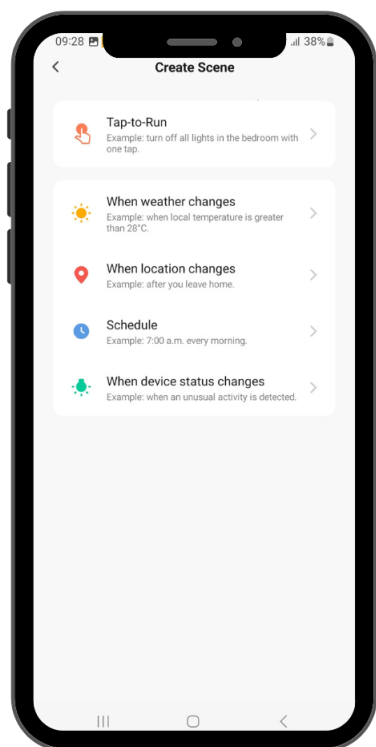 09:28 38%
Create Scene
Tap-to-Run
Example: turn off all lights in the bedroom with
one tap.
When weather changes
Example: when local temperature is greater
than 28°C.
When location changes
Example: after you leave home.
Schedule
Example: 7:00 a.m. every morning.
When device status changes
Example: when an unusual activity is detected.